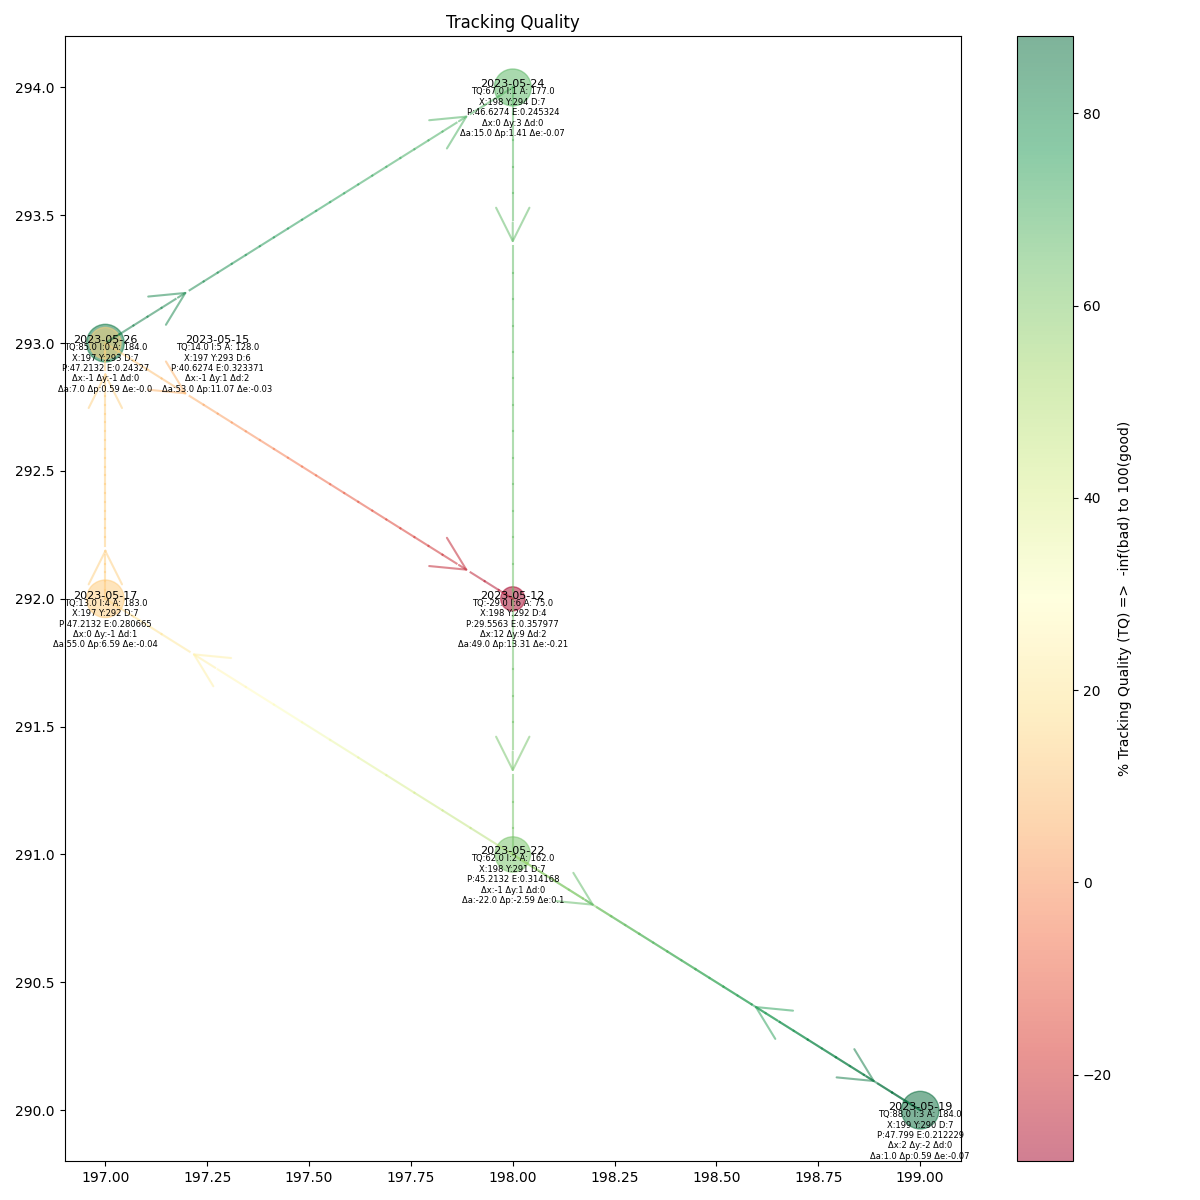 Tracking Quality
294.0
293.5
293.0
292.5
292.0
291.5
291.0
290.5
290.0
2023-05-24
TQ:67.0 I:1 A: 177.0
X:198 Y:294 D:7
P:46.6274 E:0.245324
Δx:0 Δy:3 Δd:0
Δa:15.0 Δp:1.41 Δe:-0.07
2023-05-26
TQ:85.0 I:0 A: 184.0
X:197 Y:293 D:7
P:47.2132 E:0.24327
Δx:-1 Δy:-1 Δd:0
Δa:7.0 Δp:0.59 Δe:-0.0
2023-05-15
TQ:14.0 I:5 A: 128.0
X:197 Y:293 D:6
P:40.6274 E:0.323371
Δx:-1 Δy:1 Δd:2
Δa:53.0 Δp:11.07 Δe:-0.03
2023-05-17
TQ:13.0 I:4 A: 183.0
X:197 Y:292 D:7
P:47.2132 E:0.280665
Δx:0 Δy:-1 Δd:1
Δa:55.0 Δp:6.59 Δe:-0.04
2023-05-12
TQ:-29.0 I:6 A: 75.0
X:198 Y:292 D:4
P:29.5563 E:0.357977
Δx:12 Δy:9 Δd:2
Δa:49.0 Δp:13.31 Δe:-0.21
2023-05-22
TQ:62.0 I:2 A: 162.0
X:198 Y:291 D:7
P:45.2132 E:0.314168
Δx:-1 Δy:1 Δd:0
Δa:-22.0 Δp:-2.59 Δe:0.1
2023-05-19
TQ:88.0 I:3 A: 184.0
X:199 Y:290 D:7
P:47.799 E:0.212229
Δx:2 Δy:-2 Δd:0
Δa:1.0 Δp:0.59 Δe:-0.07
197.00
197.25
197.50
197.75
198.00
198.25
198.50
198.75
199.00
80
60
40
20
0
−20
% Tracking Quality (TQ) => -inf(bad) to 100(good)